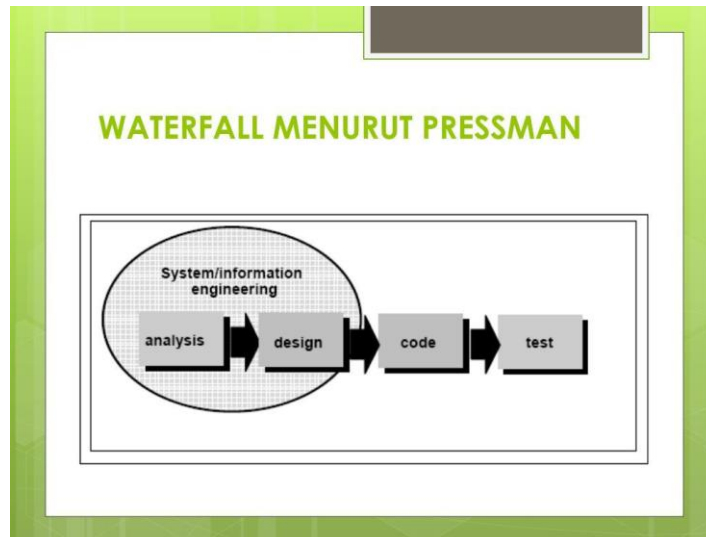 WATERFALL MENURUT PRESSMAN
System/information
engineering
analysis
design
code
test